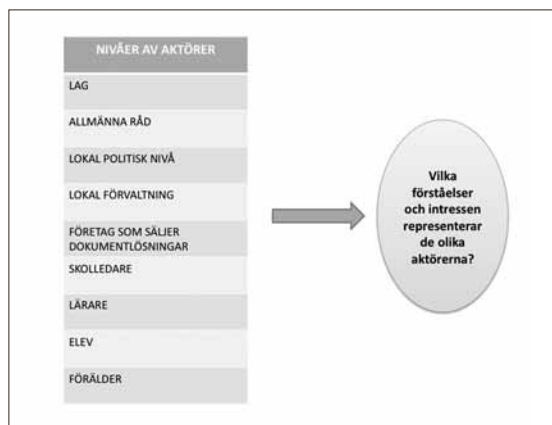 NIVÅER AV AKTÖRER
LAG
ALLMÄNNA RÅD
LOKAL POLITISK NIVÅ
LOKAL FÖRVALTNING
FÖRETAG SOM SÄLJER
DOKUMENTLÖSNINGAR
SKOLLEDARE
LÄRARE
ELEV
FÖRÄLDER
Vilka
förståelser
och intressen
representerar
de olika
aktörerna?